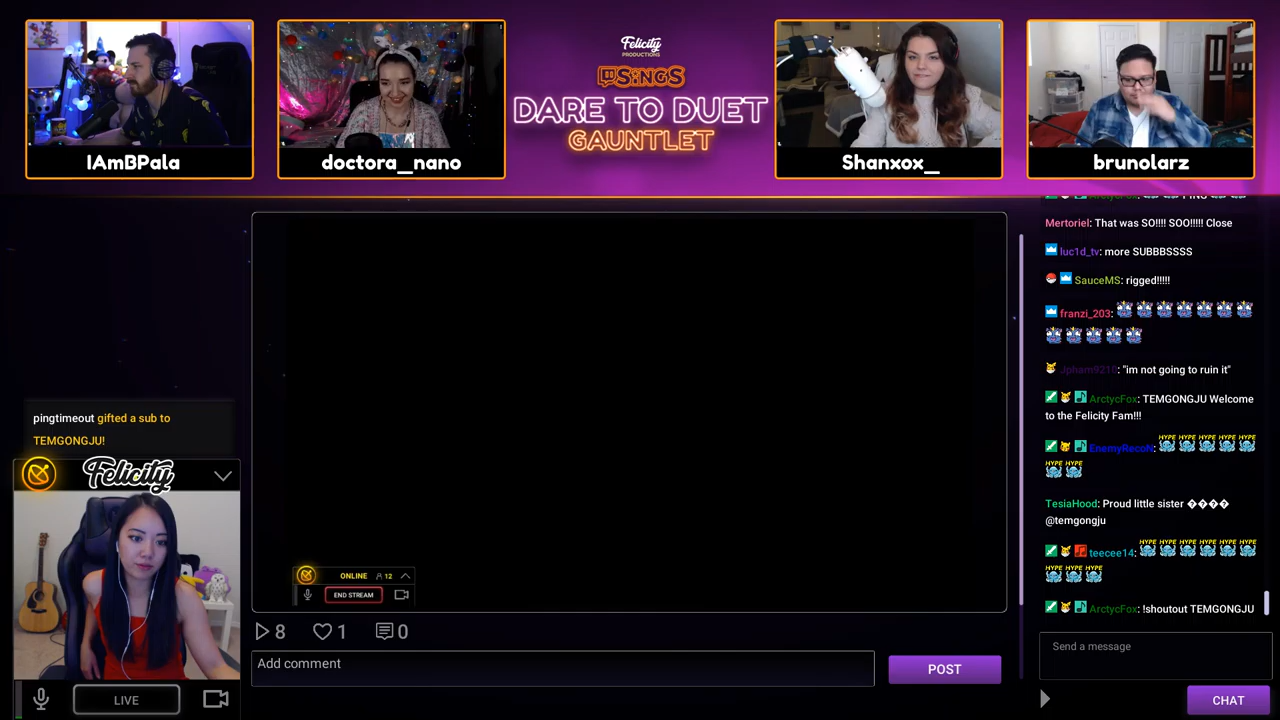 IAmBPala
doctora__nano
Felicity
PRODUCTIONS
SINGS
DARE TO DUET
GAUNTLET
Shanxox_
brunolarz
Mertoriel: That was SO!!!! SOO!!!!! Close
luc1d_tv: more SUBBBSSSS
SauceMS: rigged!!!!!
franzi_203:
Jpham9210: "im not going to ruin it"
ArctycFox: TEMGONGJU Welcome
to the Felicity Fam!!!
EnemyRecoN: HYPE HYPE HYPE HYPE HYPE
HYPE HYPE
TesiaHood: Proud little sister ����
@temgongju
teecee14: HYPE HYPE HYPE HYPE HYPE HYPE
HYPE HYPE HYPE
ArctycFox: !shoutout TEMGONGJU
Send a message
CHAT
pingtimeout gifted a sub to
TEMGONGJU!
Felicity
LIVE
ONLINE 12
END STREAM
8 1 0
Add comment
POST